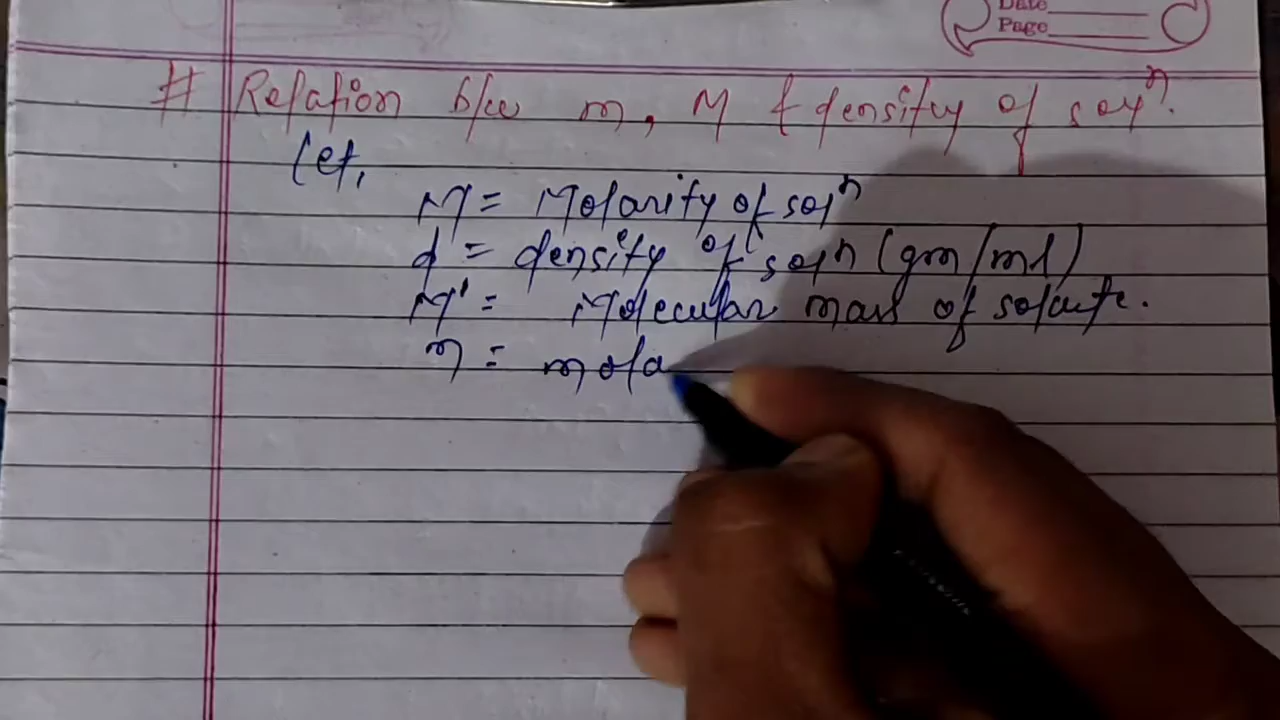 Date
Page
# Relation b/w m, M & density of solⁿ.
Let,
M = Molarity of solⁿ
d = density of solⁿ (gm/ml)
M' = Molecular mass of solute.
m = mola